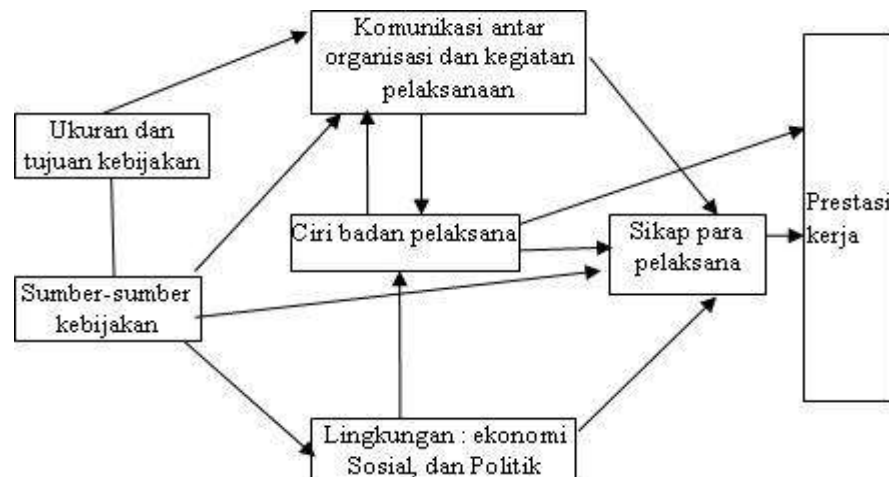 Komunikasi antar
organisasi dan kegiatan
pelaksanaan
Ukuran dan
tujuan kebijakan
Ciri badan pelaksana
Sikap para
pelaksana
Prestasi
kerja
Sumber-sumber
kebijakan
Lingkungan : ekonomi
Sosial, dan Politik